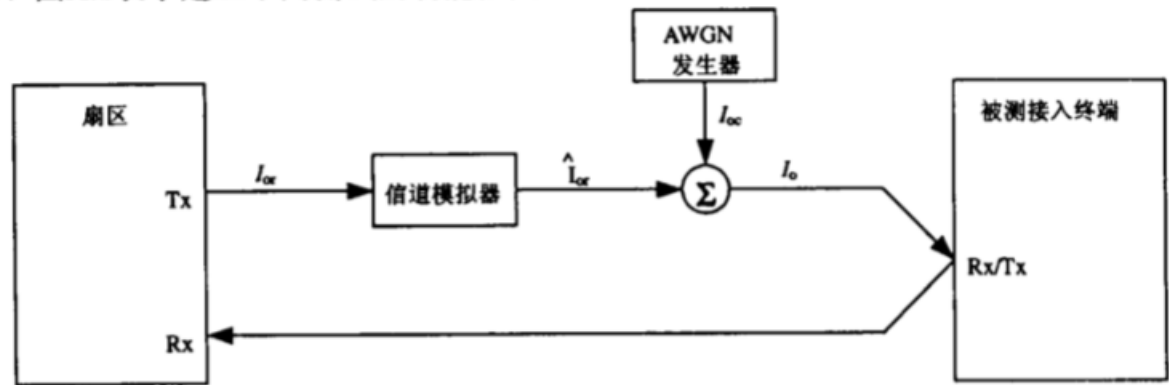 AWGN
发生器
扇区
被测接入终端
I_oc
I_or
Î_or
I_o
Tx
信道模拟器
Σ
Rx/Tx
Rx